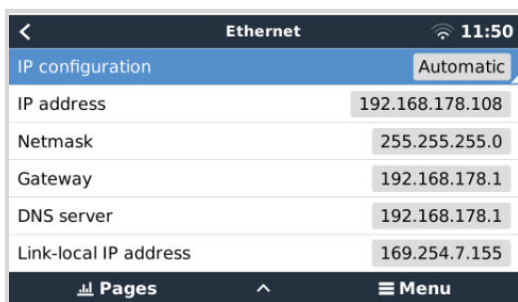 Ethernet 11:50
IP configuration Automatic
IP address 192.168.178.108
Netmask 255.255.255.0
Gateway 192.168.178.1
DNS server 192.168.178.1
Link-local IP address 169.254.7.155
Pages Menu